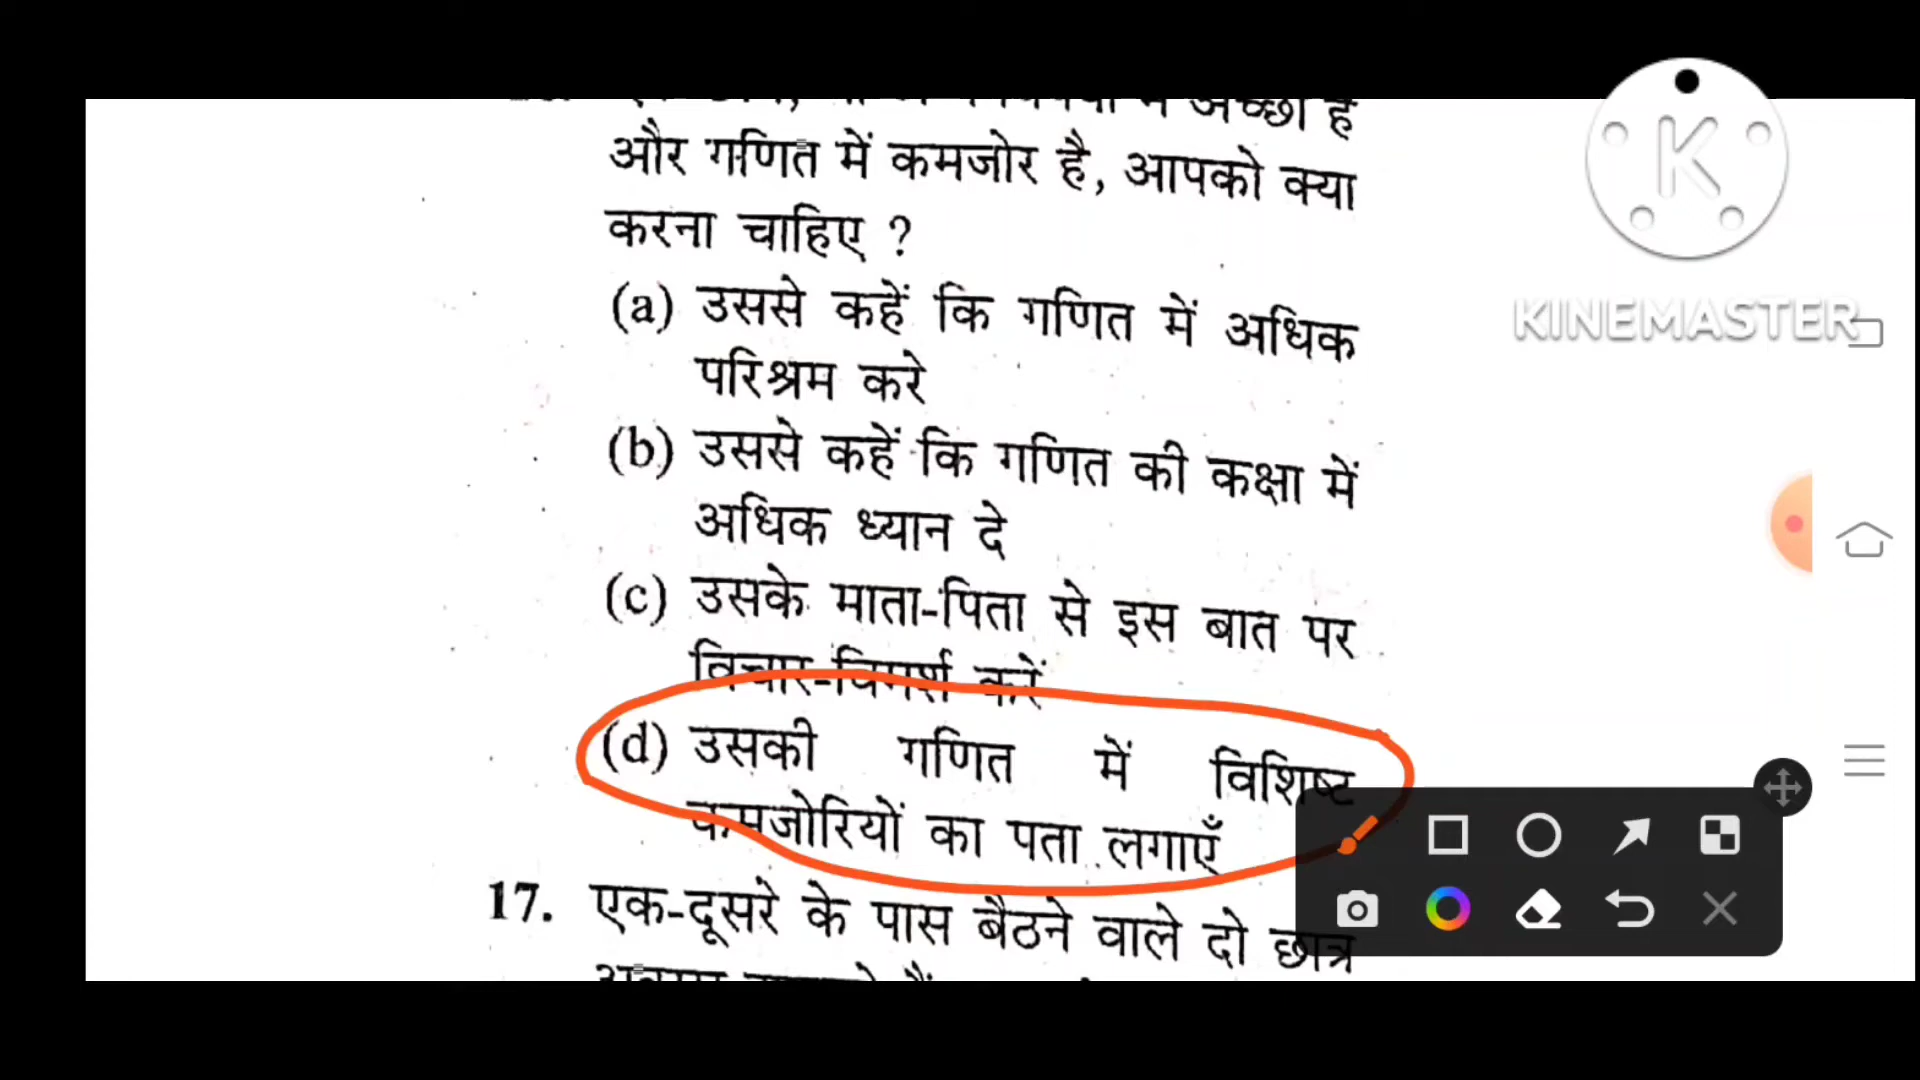 अच्छा है
और गणित में कमजोर है, आपको क्या
करना चाहिए ?
(a) उससे कहें कि गणित में अधिक
परिश्रम करे
(b) उससे कहें कि गणित की कक्षा में
अधिक ध्यान दे
(c) उसके माता-पिता से इस बात पर
विचार-विमर्श करें
(d) उसकी गणित में विशिष्ट
कमजोरियों का पता लगाएँ
17. एक-दूसरे के पास बैठने वाले दो छात्र
K
KINEMASTER